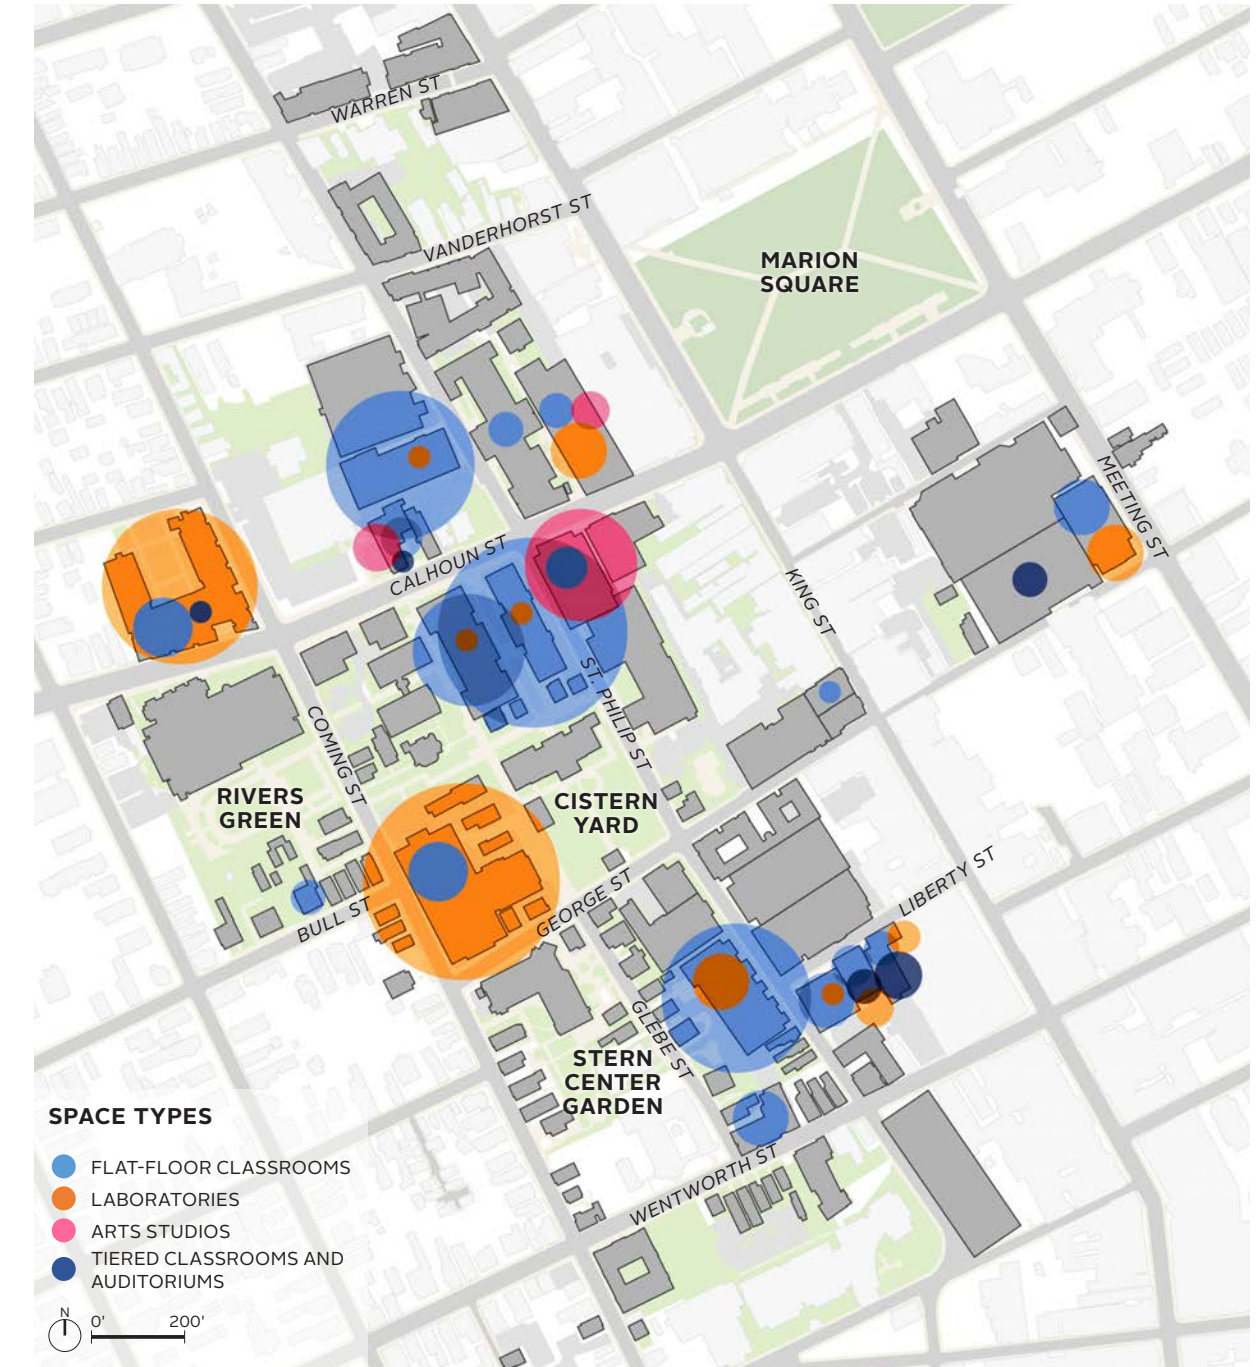 WARREN ST
VANDERHORST ST
MARION
SQUARE
CALHOUN ST
MEETING ST
KING ST
COMING ST
ST. PHILIP ST
RIVERS
GREEN
CISTERN
YARD
BULL ST
GEORGE ST
LIBERTY ST
GLEBE ST
STERN
CENTER
GARDEN
WENTWORTH ST
SPACE TYPES
FLAT-FLOOR CLASSROOMS
LABORATORIES
ARTS STUDIOS
TIERED CLASSROOMS AND
AUDITORIUMS
N
0' 200'